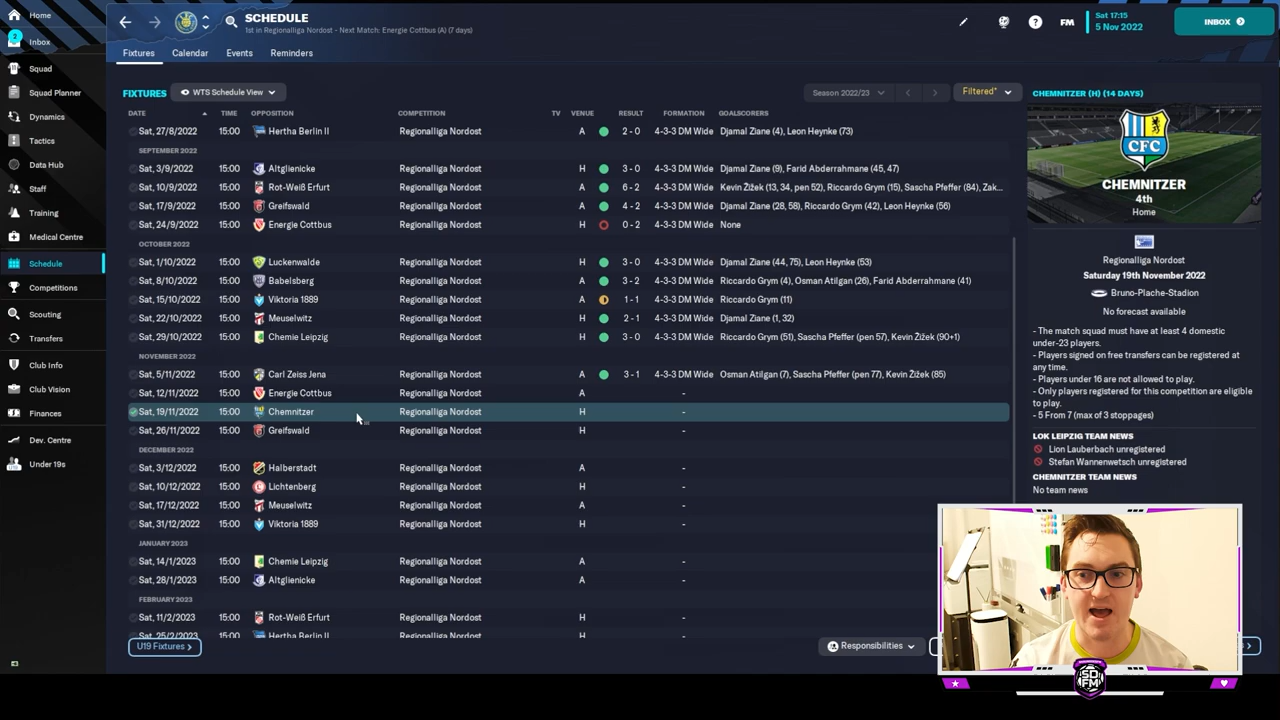 Home
2
Inbox
Squad
Squad Planner
Dynamics
Tactics
Data Hub
Staff
Training
Medical Centre
Schedule
Competitions
Scouting
Transfers
Club Info
Club Vision
Finances
Dev. Centre
Under 19s
SCHEDULE
1st in Regionalliga Nordost - Next Match: Energie Cottbus (A) (7 days)
FM
Sat 17:15
5 Nov 2022
INBOX
Fixtures Calendar Events Reminders
FIXTURES WTS Schedule View Season 2022/23 Filtered*
DATE TIME OPPOSITION COMPETITION TV VENUE RESULT FORMATION GOALSCORERS
Sat, 27/8/2022 15:00 Hertha Berlin II Regionalliga Nordost A 2 - 0 4-3-3 DM Wide Djamal Ziane (4), Leon Heynke (73)
SEPTEMBER 2022
Sat, 3/9/2022 15:00 Altglienicke Regionalliga Nordost H 3 - 0 4-3-3 DM Wide Djamal Ziane (9), Farid Abderrahmane (45, 47)
Sat, 10/9/2022 15:00 Rot-Weiß Erfurt Regionalliga Nordost A 6 - 2 4-3-3 DM Wide Kevin Žižek (13, 34, pen 52), Riccardo Grym (15), Sascha Pfeffer (84), Zak...
Sat, 17/9/2022 15:00 Greifswald Regionalliga Nordost A 4 - 2 4-3-3 DM Wide Djamal Ziane (28, 58), Riccardo Grym (42), Leon Heynke (56)
Sat, 24/9/2022 15:00 Energie Cottbus Regionalliga Nordost H 0 - 2 4-3-3 DM Wide None
OCTOBER 2022
Sat, 1/10/2022 15:00 Luckenwalde Regionalliga Nordost H 3 - 0 4-3-3 DM Wide Djamal Ziane (44, 75), Leon Heynke (53)
Sat, 8/10/2022 15:00 Babelsberg Regionalliga Nordost A 3 - 2 4-3-3 DM Wide Riccardo Grym (4), Osman Atilgan (26), Farid Abderrahmane (41)
Sat, 15/10/2022 15:00 Viktoria 1889 Regionalliga Nordost A 1 - 1 4-3-3 DM Wide Riccardo Grym (11)
Sat, 22/10/2022 15:00 Meuselwitz Regionalliga Nordost H 2 - 1 4-3-3 DM Wide Djamal Ziane (1, 32)
Sat, 29/10/2022 15:00 Chemie Leipzig Regionalliga Nordost H 3 - 0 4-3-3 DM Wide Riccardo Grym (51), Sascha Pfeffer (pen 57), Kevin Žižek (90+1)
NOVEMBER 2022
Sat, 5/11/2022 15:00 Carl Zeiss Jena Regionalliga Nordost A 3 - 1 4-3-3 DM Wide Osman Atilgan (7), Sascha Pfeffer (pen 77), Kevin Žižek (85)
Sat, 12/11/2022 15:00 Energie Cottbus Regionalliga Nordost A -
Sat, 19/11/2022 15:00 Chemnitzer Regionalliga Nordost H -
Sat, 26/11/2022 15:00 Greifswald Regionalliga Nordost H -
DECEMBER 2022
Sat, 3/12/2022 15:00 Halberstadt Regionalliga Nordost A -
Sat, 10/12/2022 15:00 Lichtenberg Regionalliga Nordost H -
Sat, 17/12/2022 15:00 Meuselwitz Regionalliga Nordost A -
Sat, 31/12/2022 15:00 Viktoria 1889 Regionalliga Nordost H -
JANUARY 2023
Sat, 14/1/2023 15:00 Chemie Leipzig Regionalliga Nordost A
Sat, 28/1/2023 15:00 Altglienicke Regionalliga Nordost A
FEBRUARY 2023
Sat, 11/2/2023 15:00 Rot-Weiß Erfurt Regionalliga Nordost H
Sat, 25/2/2023 15:00 Hertha Berlin II Regionalliga Nordost H
U19 Fixtures
Responsibilities
CHEMNITZER (H) (14 DAYS)
CFC
CHEMNITZER
4th
Home
Regionalliga Nordost
Saturday 19th November 2022
Bruno-Plache-Stadion
No forecast available
- The match squad must have at least 4 domestic
under-23 players.
- Players signed on free transfers can be registered at
any time.
- Players under 16 are not allowed to play.
- Only players registered for this competition are eligible
to play.
- 5 From 7 (max of 3 stoppages)
LOK LEIPZIG TEAM NEWS
Lion Lauberbach unregistered
Stefan Wannenwetsch unregistered
CHEMNITZER TEAM NEWS
No team news
SDFM